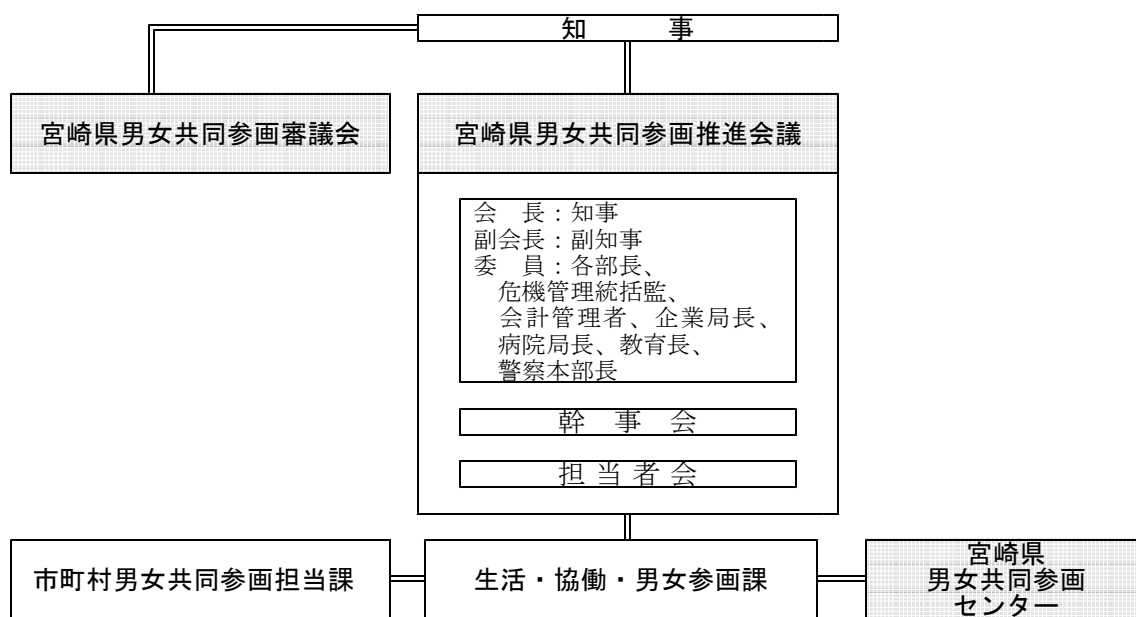 知　　　事
宮崎県男女共同参画審議会
宮崎県男女共同参画推進会議
会　長：知事
副会長：副知事
委　員：各部長、
危機管理統括監、
会計管理者、企業局長、
病院局長、教育長、
警察本部長
幹　事　会
担 当 者 会
市町村男女共同参画担当課
生活・協働・男女参画課
宮崎県
男女共同参画
センター